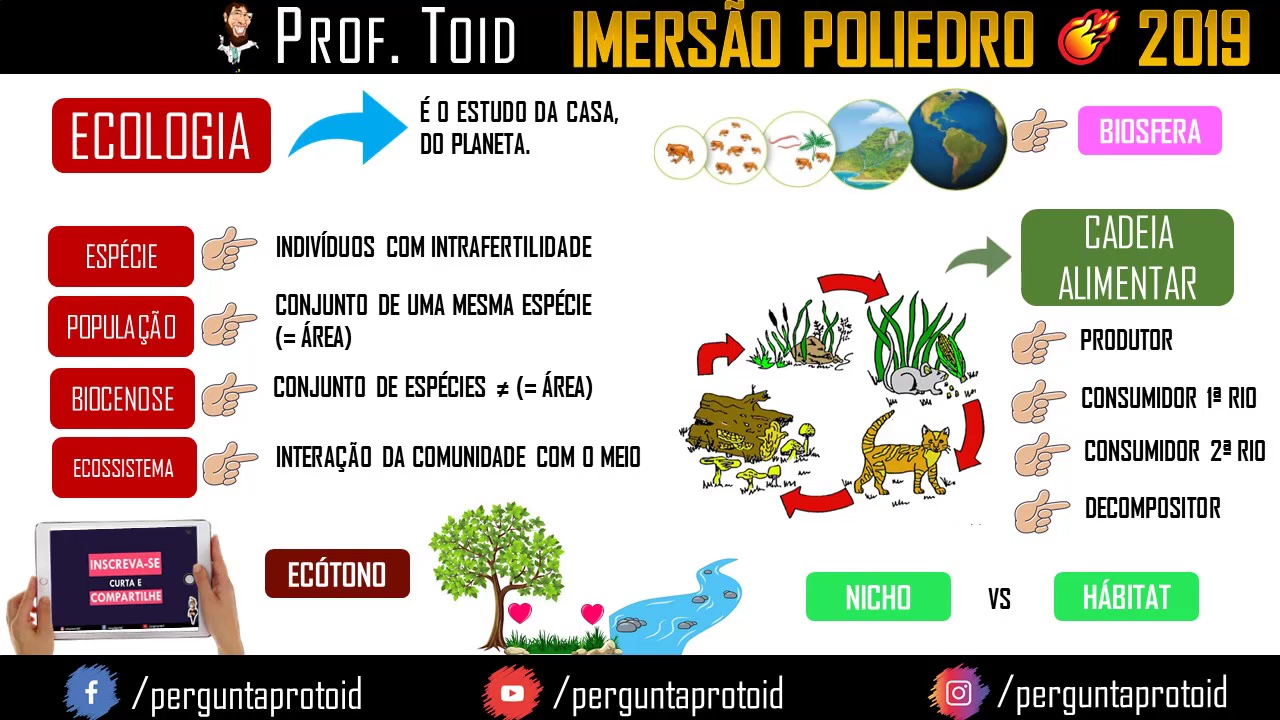 PROF. TOID
IMERSÃO POLIEDRO 2019
ECOLOGIA
É O ESTUDO DA CASA,
DO PLANETA.
BIOSFERA
ESPÉCIE
INDIVÍDUOS COM INTRAFERTILIDADE
POPULAÇÃO
CONJUNTO DE UMA MESMA ESPÉCIE
(= ÁREA)
BIOCENOSE
CONJUNTO DE ESPÉCIES ≠ (= ÁREA)
ECOSSISTEMA
INTERAÇÃO DA COMUNIDADE COM O MEIO
CADEIA
ALIMENTAR
PRODUTOR
CONSUMIDOR 1ª RIO
CONSUMIDOR 2ª RIO
DECOMPOSITOR
INSCREVA-SE
CURTA E
COMPARTILHE
ECÓTONO
NICHO
VS
HÁBITAT
/perguntaprotoid
/perguntaprotoid
/perguntaprotoid